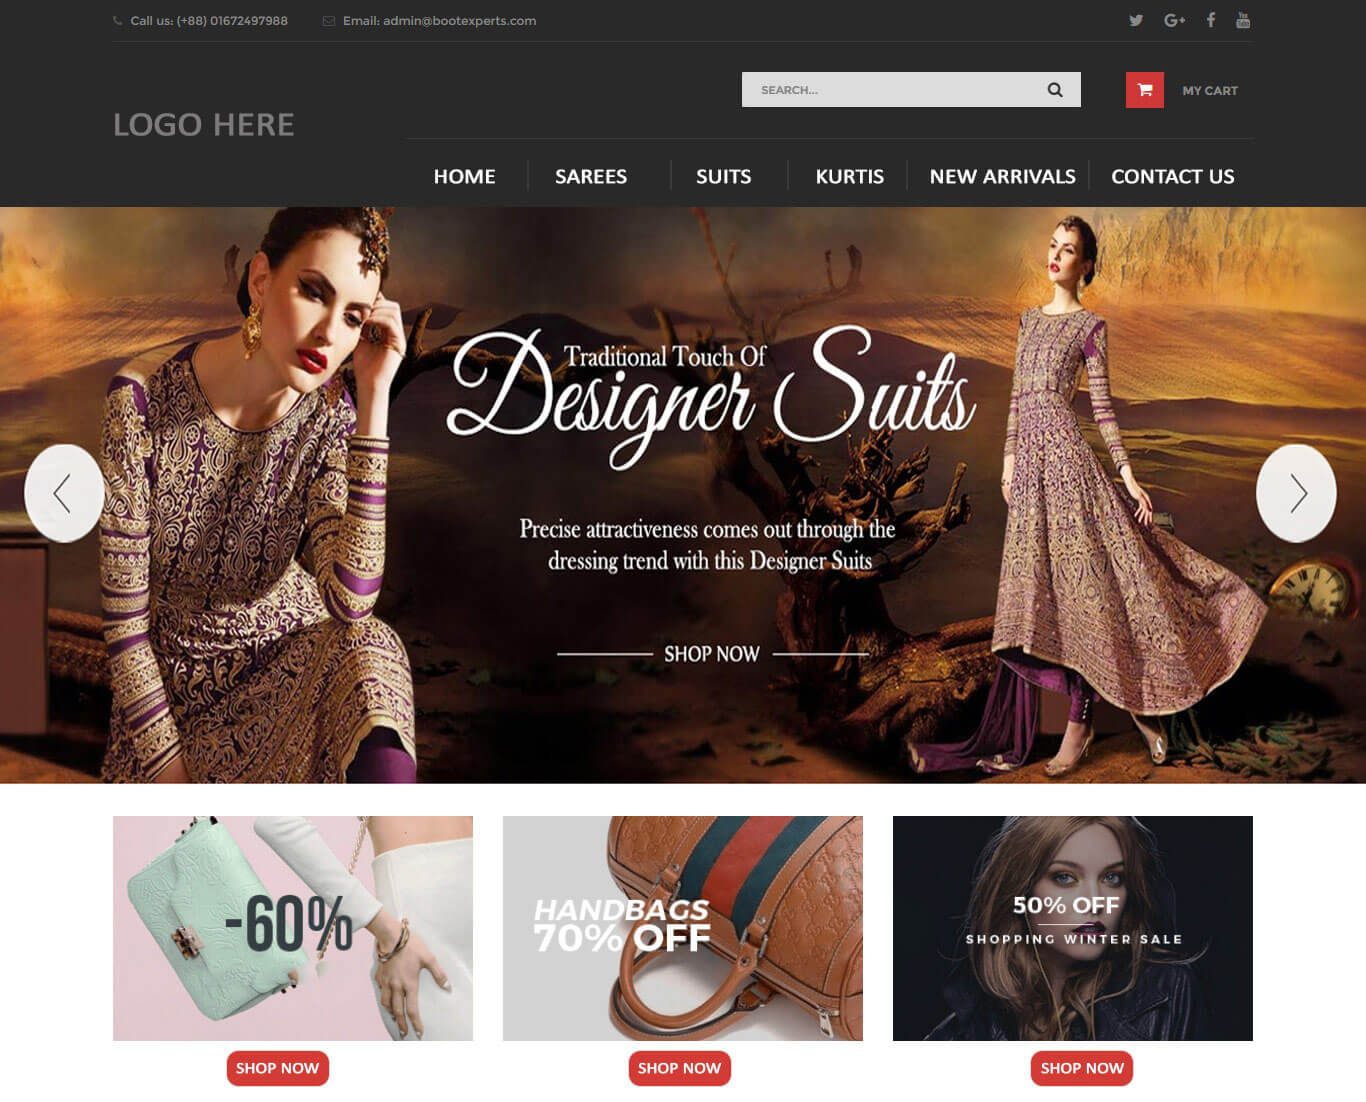 Call us: (+88) 01672497988 Email: admin@bootexperts.com
SEARCH...
MY CART
LOGO HERE
HOME SAREES SUITS KURTIS NEW ARRIVALS CONTACT US
Traditional Touch Of
Designer Suits
Precise attractiveness comes out through the
dressing trend with this Designer Suits
SHOP NOW
-60%
HANDBAGS
70% OFF
50% OFF
SHOPPING WINTER SALE
SHOP NOW
SHOP NOW
SHOP NOW